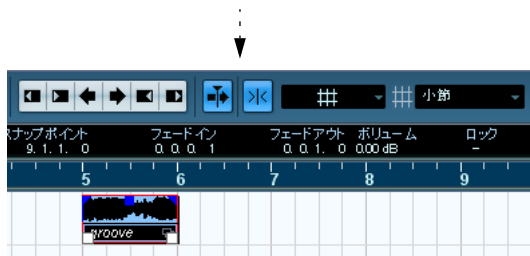 小節
スナップポイント フェードイン フェードアウト ボリューム ロック
9. 1. 1. 0 0. 0. 0. 1 0. 0. 1. 0 0.00 dB –
5 6 7 8 9
groove